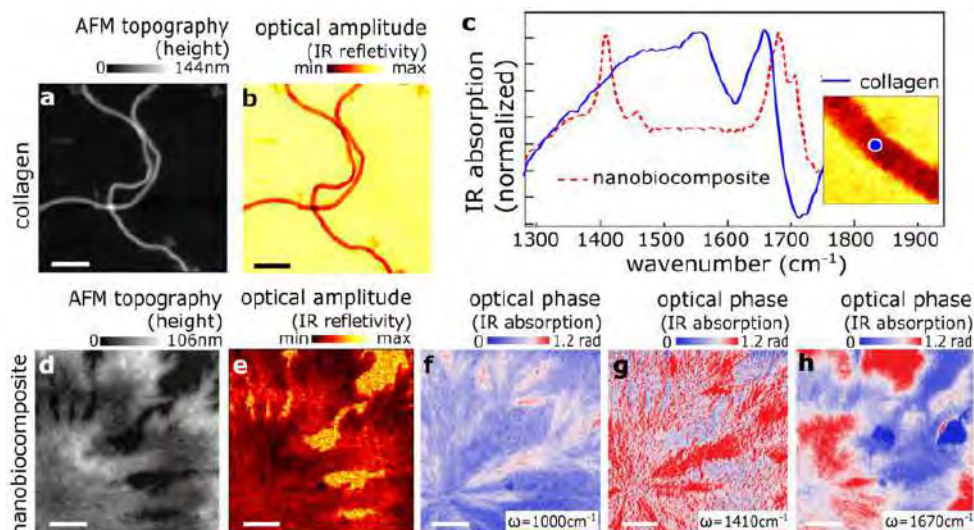 AFM topography
(height)
0 144nm
optical amplitude
(IR refletivity)
min max
a
b
collagen
c
IR absorption
(normalized)
collagen
nanobiocomposite
1300 1400 1500 1600 1700 1800 1900
wavenumber (cm⁻¹)
AFM topography
(height)
0 106nm
optical amplitude
(IR refletivity)
min max
optical phase
(IR absorption)
0 1.2 rad
optical phase
(IR absorption)
0 1.2 rad
optical phase
(IR absorption)
0 1.2 rad
nanobiocomposite
d
e
f
ω=1000cm⁻¹
g
ω=1410cm⁻¹
h
ω=1670cm⁻¹